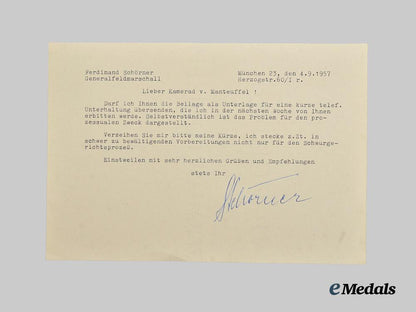 Ferdinand Schörner
Generalfeldmarschall
München 23, den 4.9.1957
Herzogstr.60/I r.
Lieber Kamerad v. Manteuffel !
Darf ich Ihnen die Beilage als Unterlage für eine kurze telef.
Unterhaltung übersenden, die ich in der nächsten Woche von Ihnen
erbitten werde. Selbstverständlich ist das Problem für den pro-
zessualen Zweck dargestellt.
Verzeihen Sie mir bitte meine Kürze, ich stecke z.Zt. in
schwer zu bewältigenden Vorbereitungen nicht nur für den Schwurge-
richtsprozeß.
Einstweilen mit sehr herzlichen Grüßen und Empfehlungen
stets Ihr
Schörner
eMedals